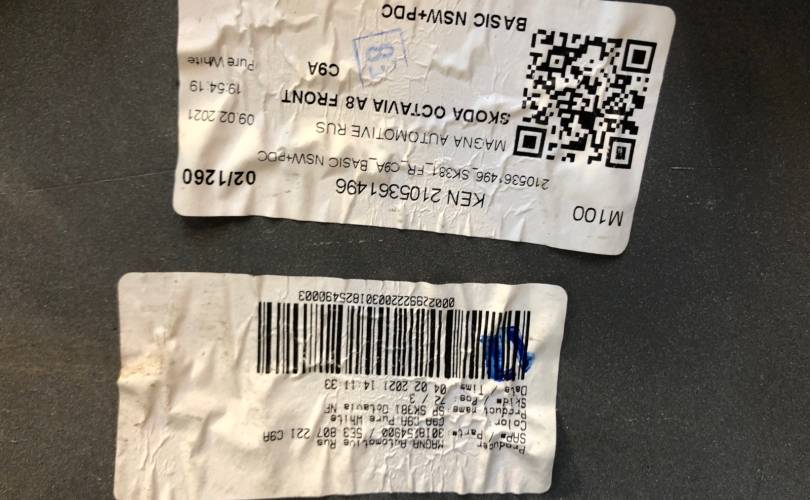 M100
KEN 2105361496
02/1260
2105361496_SK381_FR_C9A_BASIC NSW+PDC
MAGNA AUTOMOTIVE RUS
09.02.2021
SKODA OCTAVIA A8 FRONT
19:54:19
C9A
Pure White
BASIC NSW+PDC
Producer MAGNA Automotive Rus
SAP# / Part#: 3018254900 / 5E3 807 221 C9A
Color C9A C9A Pure White
Product name SP SK381 Octavia NF
Skid# / Pos: 72 / 3
Date / Time: 04 02 2021 14:11:33
00029922200301825490003